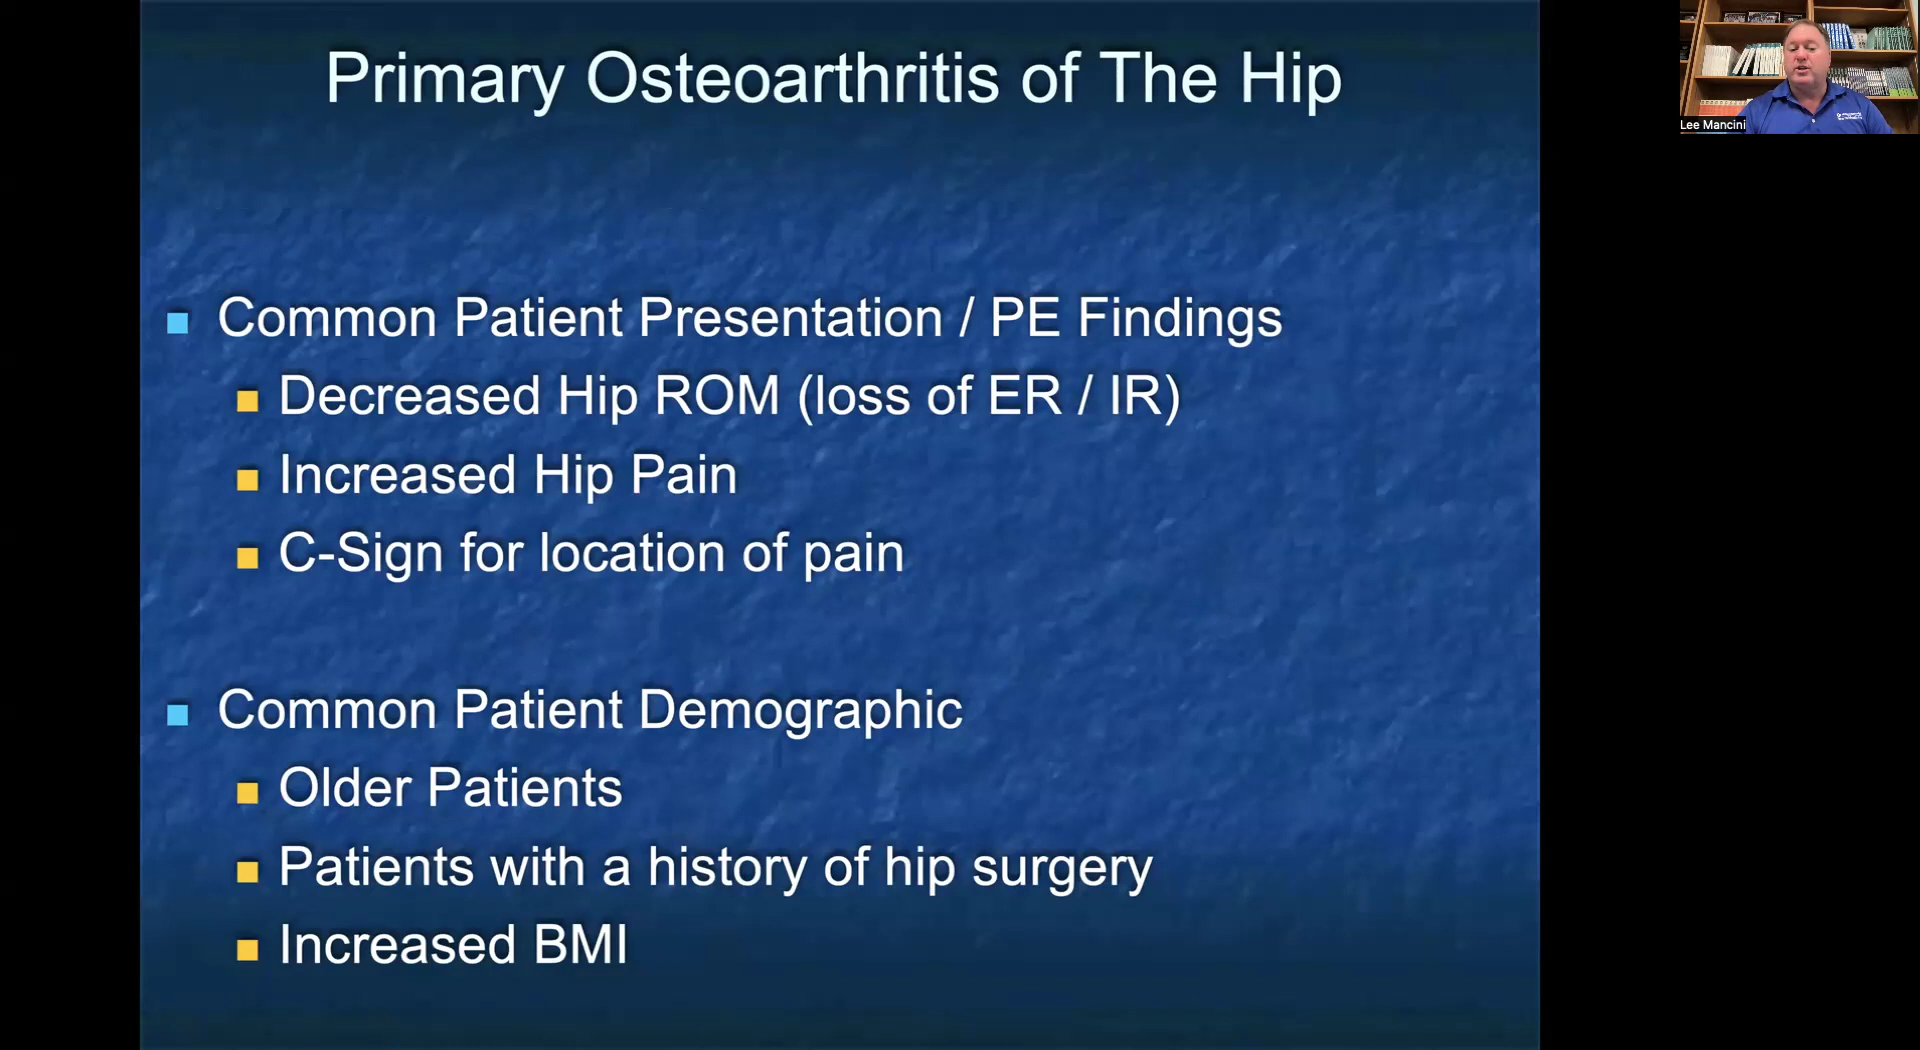 Primary Osteoarthritis of The Hip
Common Patient Presentation / PE Findings
Decreased Hip ROM (loss of ER / IR)
Increased Hip Pain
C-Sign for location of pain
Common Patient Demographic
Older Patients
Patients with a history of hip surgery
Increased BMI
Lee Mancini